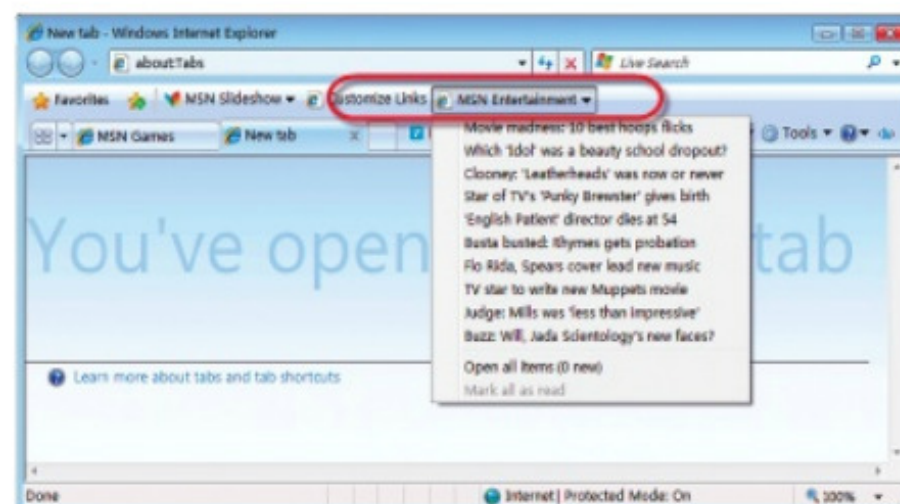 New tab - Windows Internet Explorer
about:Tabs
Live Search
Favorites MSN Slideshow Customize Links MSN Entertainment
MSN Games New tab x Tools
Movie madness: 10 best hoops flicks
Which 'Idol' was a beauty school dropout?
Clooney: 'Leatherheads' was now or never
Star of TV's 'Punky Brewster' gives birth
'English Patient' director dies at 54
Busta busted: Rhymes gets probation
Flo Rida, Spears cover lead new music
TV star to write new Muppets movie
Judge: Mills was 'less than impressive'
Buzz: Will, Jada Scientology's new faces?
Open all items (0 new)
Mark all as read
You've open tab
Learn more about tabs and tab shortcuts
Done Internet | Protected Mode: On 100%